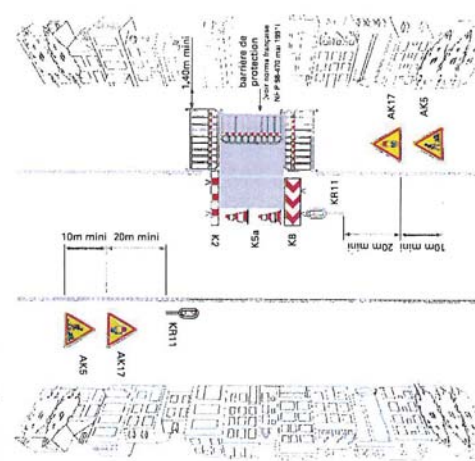 1,40m mini
barrière de
protection
(voir norme française
NF P 98-470 mai 1991)
AK17
AK5
KR11
20m mini
10m mini
K2
K5a
K8
10m mini
20m mini
KR11
AK5
AK17